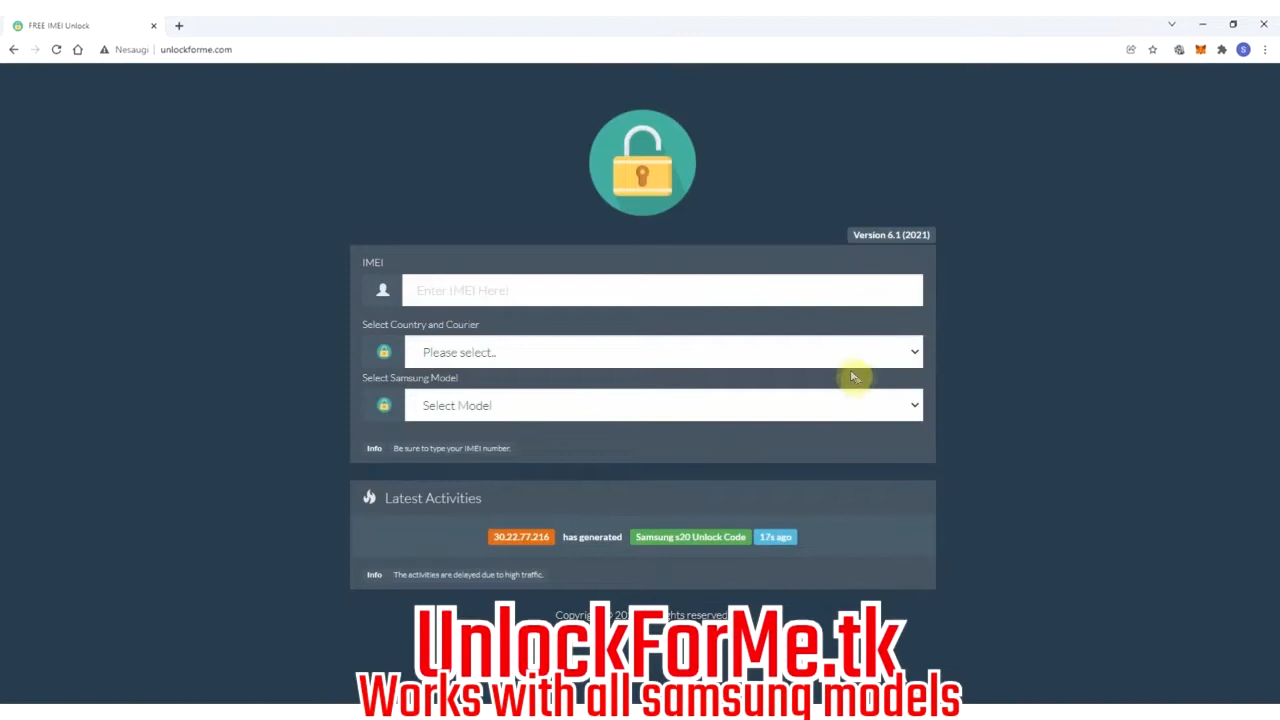 FREE IMEI Unlock
Nesaugi
unlockforme.com
S
Version 6.1 (2021)
IMEI
Enter IMEI Here!
Select Country and Courier
Please select..
Select Samsung Model
Select Model
Info Be sure to type your IMEI number.
Latest Activities
30.22.77.216 has generated Samsung s20 Unlock Code 17s ago
Info The activities are delayed due to high traffic.
rights reserved
UnlockForMe.tk
Works with all samsung models